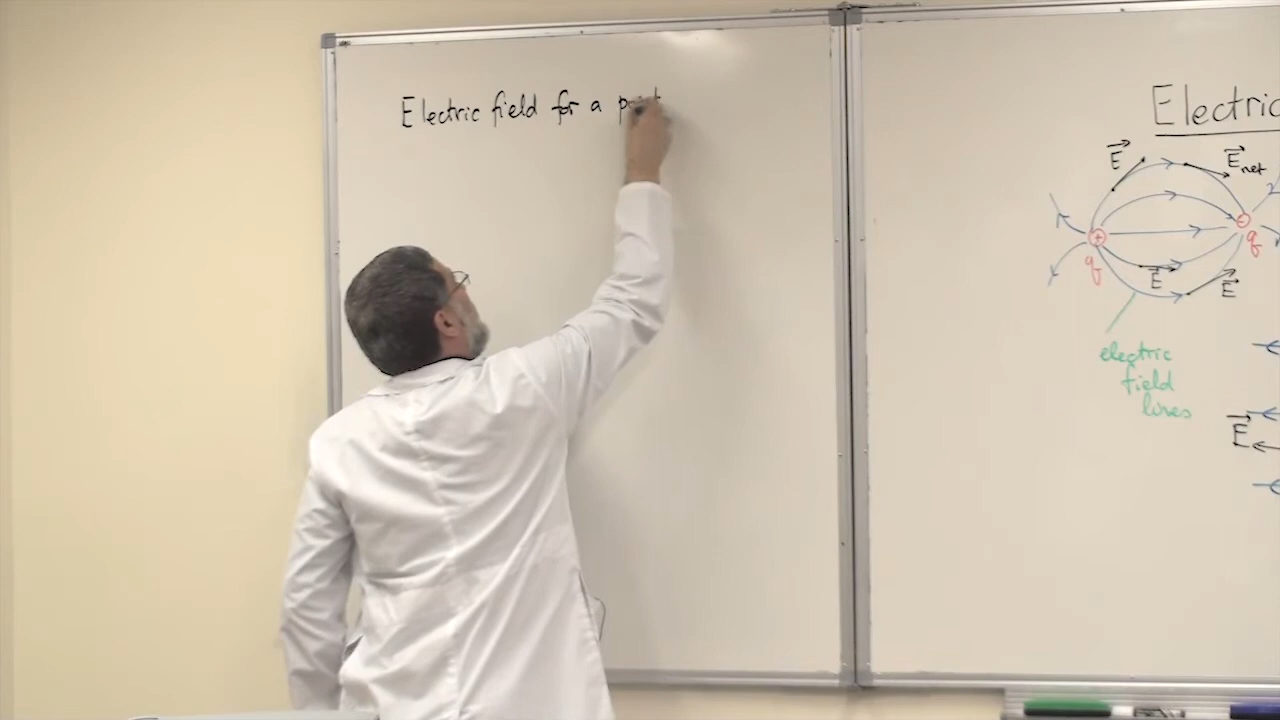 Electric field for a point
Electric
E
E net
+
-
q
q
E
E
electric
field
lines
E